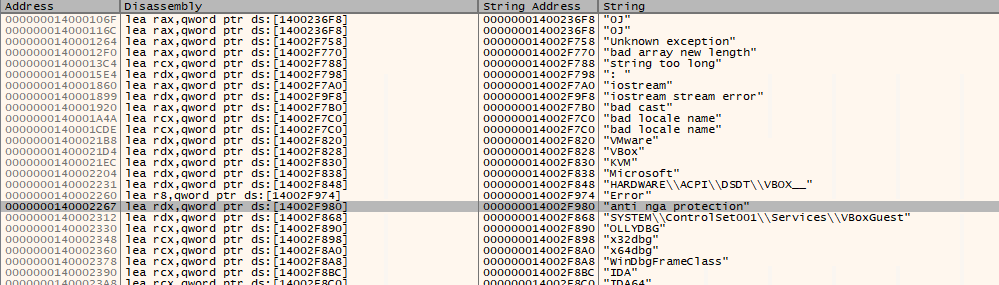 Address Disassembly String Address String
000000014000106F lea rax,qword ptr ds:[1400236F8] 00000001400236F8 "OJ"
000000014000116C lea rax,qword ptr ds:[1400236F8] 00000001400236F8 "OJ"
0000000140001264 lea rax,qword ptr ds:[14002F758] 000000014002F758 "Unknown exception"
00000001400012F0 lea rax,qword ptr ds:[14002F770] 000000014002F770 "bad array new length"
00000001400013C4 lea rcx,qword ptr ds:[14002F788] 000000014002F788 "string too long"
00000001400015E4 lea rdx,qword ptr ds:[14002F798] 000000014002F798 ": "
0000000140001860 lea rax,qword ptr ds:[14002F7A0] 000000014002F7A0 "iostream"
0000000140001899 lea rdx,qword ptr ds:[14002F9F8] 000000014002F9F8 "iostream stream error"
0000000140001920 lea rax,qword ptr ds:[14002F7B0] 000000014002F7B0 "bad cast"
0000000140001A4A lea rcx,qword ptr ds:[14002F7C0] 000000014002F7C0 "bad locale name"
0000000140001CDE lea rcx,qword ptr ds:[14002F7C0] 000000014002F7C0 "bad locale name"
00000001400021B8 lea rdx,qword ptr ds:[14002F820] 000000014002F820 "VMware"
00000001400021D4 lea rdx,qword ptr ds:[14002F828] 000000014002F828 "VBox"
00000001400021EC lea rdx,qword ptr ds:[14002F830] 000000014002F830 "KVM"
0000000140002204 lea rdx,qword ptr ds:[14002F838] 000000014002F838 "Microsoft"
0000000140002231 lea rdx,qword ptr ds:[14002F848] 000000014002F848 "HARDWARE\\ACPI\\DSDT\\VBOX__"
0000000140002260 lea r8,qword ptr ds:[14002F974] 000000014002F974 "Error"
0000000140002267 lea rdx,qword ptr ds:[14002F980] 000000014002F980 "anti nga protection"
0000000140002312 lea rdx,qword ptr ds:[14002F868] 000000014002F868 "SYSTEM\\ControlSet001\\Services\\VBoxGuest"
0000000140002330 lea rcx,qword ptr ds:[14002F890] 000000014002F890 "OLLYDBG"
0000000140002348 lea rcx,qword ptr ds:[14002F898] 000000014002F898 "x32dbg"
0000000140002360 lea rcx,qword ptr ds:[14002F8A0] 000000014002F8A0 "x64dbg"
0000000140002378 lea rcx,qword ptr ds:[14002F8A8] 000000014002F8A8 "WinDbgFrameClass"
0000000140002390 lea rcx,qword ptr ds:[14002F8BC] 000000014002F8BC "IDA"
00000001400023A8 lea rcx,qword ptr ds:[14002F8C0] 000000014002F8C0 "IDA64"